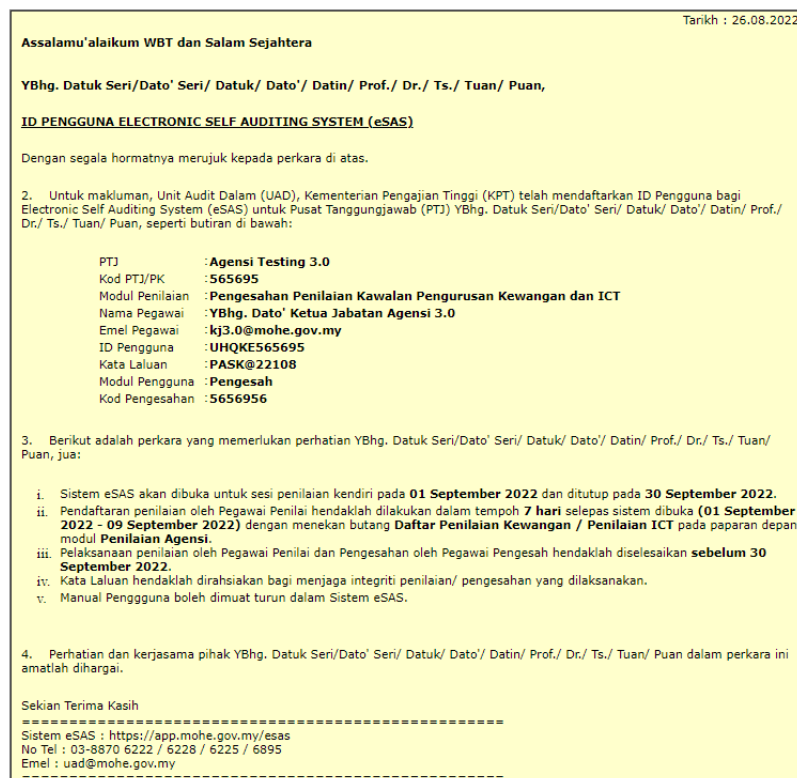 Tarikh : 26.08.2022
Assalamu'alaikum WBT dan Salam Sejahtera
YBhg. Datuk Seri/Dato' Seri/ Datuk/ Dato'/ Datin/ Prof./ Dr./ Ts./ Tuan/ Puan,
ID PENGGUNA ELECTRONIC SELF AUDITING SYSTEM (eSAS)
Dengan segala hormatnya merujuk kepada perkara di atas.
2. Untuk makluman, Unit Audit Dalam (UAD), Kementerian Pengajian Tinggi (KPT) telah mendaftarkan ID Pengguna bagi
Electronic Self Auditing System (eSAS) untuk Pusat Tanggungjawab (PTJ) YBhg. Datuk Seri/Dato' Seri/ Datuk/ Dato'/ Datin/ Prof./
Dr./ Ts./ Tuan/ Puan, seperti butiran di bawah:
PTJ : Agensi Testing 3.0
Kod PTJ/PK : 565695
Modul Penilaian : Pengesahan Penilaian Kawalan Pengurusan Kewangan dan ICT
Nama Pegawai : YBhg. Dato' Ketua Jabatan Agensi 3.0
Emel Pegawai : kj3.0@mohe.gov.my
ID Pengguna : UHQKE565695
Kata Laluan : PASK@22108
Modul Pengguna : Pengesah
Kod Pengesahan : 5656956
3. Berikut adalah perkara yang memerlukan perhatian YBhg. Datuk Seri/Dato' Seri/ Datuk/ Dato'/ Datin/ Prof./ Dr./ Ts./ Tuan/
Puan, jua:
i. Sistem eSAS akan dibuka untuk sesi penilaian kendiri pada 01 September 2022 dan ditutup pada 30 September 2022.
ii. Pendaftaran penilaian oleh Pegawai Penilai hendaklah dilakukan dalam tempoh 7 hari selepas sistem dibuka (01 September
2022 - 09 September 2022) dengan menekan butang Daftar Penilaian Kewangan / Penilaian ICT pada paparan depan
modul Penilaian Agensi.
iii. Pelaksanaan penilaian oleh Pegawai Penilai dan Pengesahan oleh Pegawai Pengesah hendaklah diselesaikan sebelum 30
September 2022.
iv. Kata Laluan hendaklah dirahsiakan bagi menjaga integriti penilaian/ pengesahan yang dilaksanakan.
v. Manual Penggguna boleh dimuat turun dalam Sistem eSAS.
4. Perhatian dan kerjasama pihak YBhg. Datuk Seri/Dato' Seri/ Datuk/ Dato'/ Datin/ Prof./ Dr./ Ts./ Tuan/ Puan dalam perkara ini
amatlah dihargai.
Sekian Terima Kasih
====================================================
Sistem eSAS : https://app.mohe.gov.my/esas
No Tel : 03-8870 6222 / 6228 / 6225 / 6895
Emel : uad@mohe.gov.my
====================================================